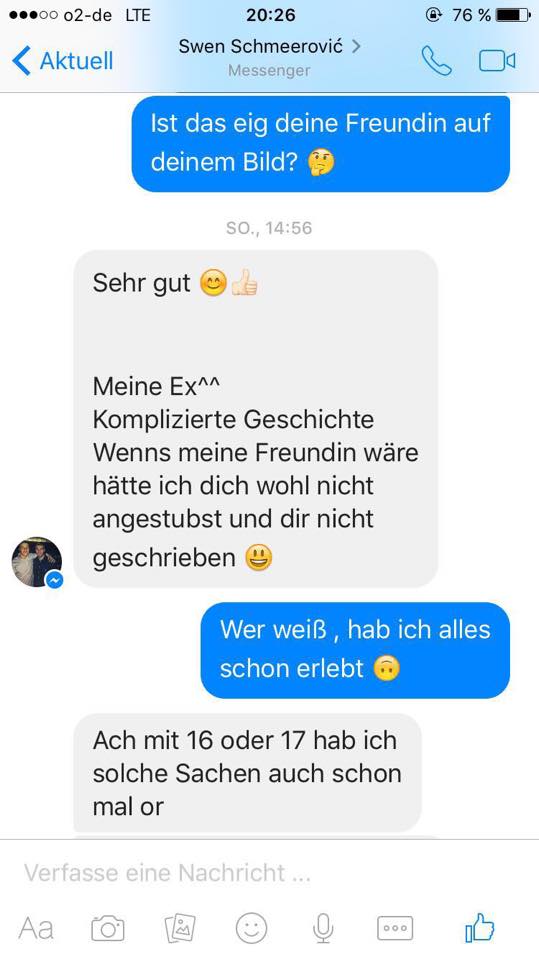 o2-de LTE 20:26 76 %
Aktuell
Swen Schmeerović
Messenger
Ist das eig deine Freundin auf
deinem Bild? 🤔
SO., 14:56
Sehr gut 😊👍🏻
Meine Ex^^
Komplizierte Geschichte
Wenns meine Freundin wäre
hätte ich dich wohl nicht
angestubst und dir nicht
geschrieben 😃
Wer weiß , hab ich alles
schon erlebt 🙃
Ach mit 16 oder 17 hab ich
solche Sachen auch schon
mal or
Verfasse eine Nachricht ...
Aa